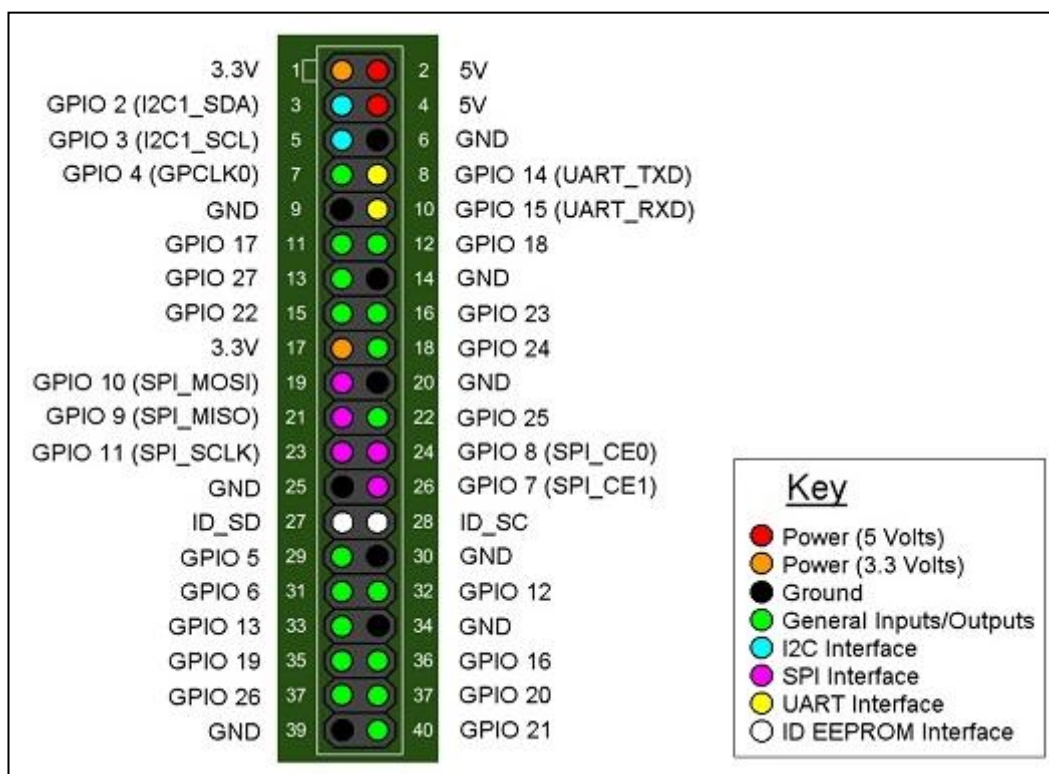 3.3V 1 2 5V
GPIO 2 (I2C1_SDA) 3 4 5V
GPIO 3 (I2C1_SCL) 5 6 GND
GPIO 4 (GPCLK0) 7 8 GPIO 14 (UART_TXD)
GND 9 10 GPIO 15 (UART_RXD)
GPIO 17 11 12 GPIO 18
GPIO 27 13 14 GND
GPIO 22 15 16 GPIO 23
3.3V 17 18 GPIO 24
GPIO 10 (SPI_MOSI) 19 20 GND
GPIO 9 (SPI_MISO) 21 22 GPIO 25
GPIO 11 (SPI_SCLK) 23 24 GPIO 8 (SPI_CE0)
GND 25 26 GPIO 7 (SPI_CE1)
ID_SD 27 28 ID_SC
GPIO 5 29 30 GND
GPIO 6 31 32 GPIO 12
GPIO 13 33 34 GND
GPIO 19 35 36 GPIO 16
GPIO 26 37 37 GPIO 20
GND 39 40 GPIO 21
Key
Power (5 Volts)
Power (3.3 Volts)
Ground
General Inputs/Outputs
I2C Interface
SPI Interface
UART Interface
ID EEPROM Interface